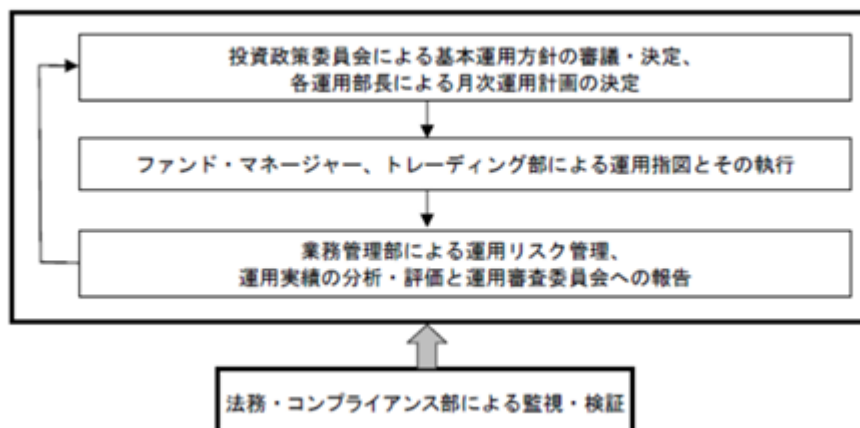 投資政策委員会による基本運用方針の審議・決定、
各運用部長による月次運用計画の決定
ファンド・マネージャー、トレーディング部による運用指図とその執行
業務管理部による運用リスク管理、
運用実績の分析・評価と運用審査委員会への報告
法務・コンプライアンス部による監視・検証